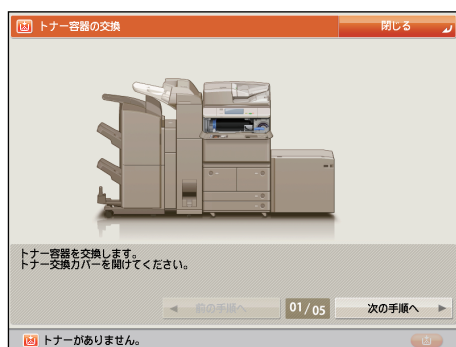 トナー容器の交換
閉じる
トナー容器を交換します。
トナー交換カバーを開けてください。
前の手順へ
01/05
次の手順へ
トナーがありません。